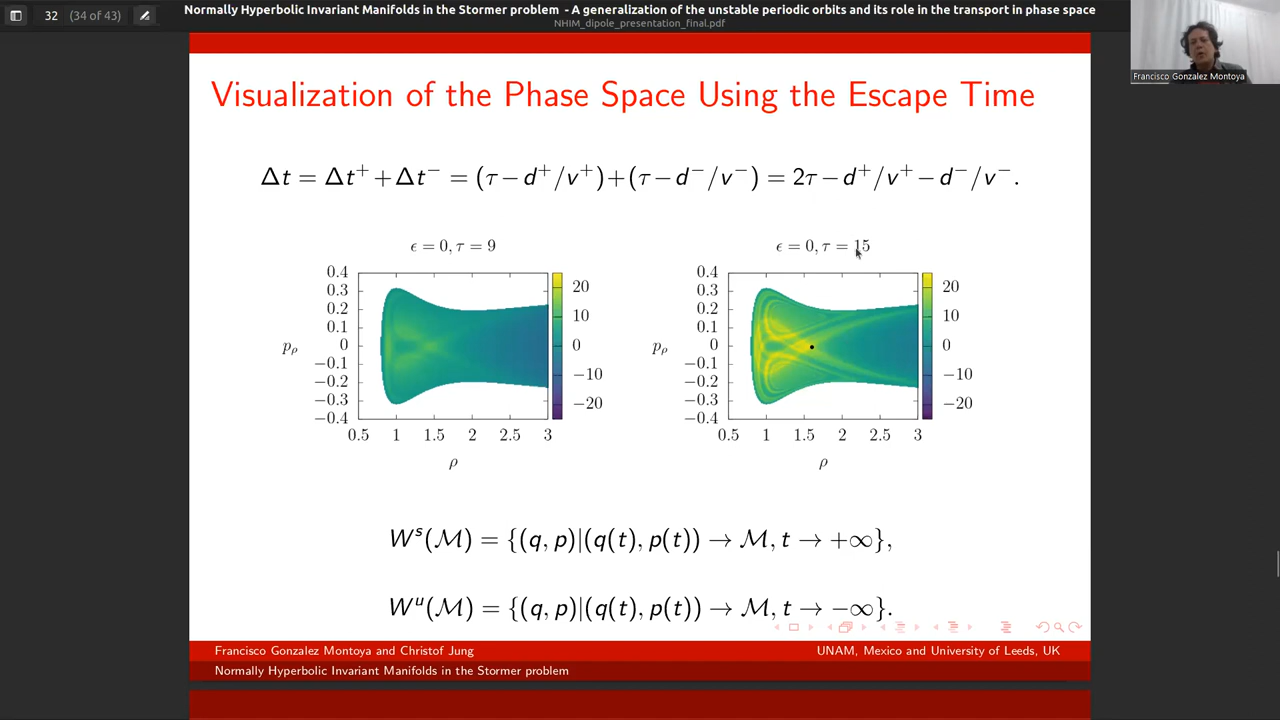 32 (34 of 43)
Normally Hyperbolic Invariant Manifolds in the Stormer problem - A generalization of the unstable periodic orbits and its role in the transport in phase space
NHIM_dipole_presentation_final.pdf
Francisco Gonzalez Montoya
Visualization of the Phase Space Using the Escape Time
Δt = Δt⁺ + Δt⁻ = (τ − d⁺/v⁺) + (τ − d⁻/v⁻) = 2τ − d⁺/v⁺ − d⁻/v⁻.
ϵ = 0, τ = 9
0.4
0.3
0.2
0.1
0
−0.1
−0.2
−0.3
−0.4
pρ
0.5 1 1.5 2 2.5 3
ρ
20
10
0
−10
−20
ϵ = 0, τ = 15
0.4
0.3
0.2
0.1
0
−0.1
−0.2
−0.3
−0.4
pρ
0.5 1 1.5 2 2.5 3
ρ
20
10
0
−10
−20
Wˢ(ℳ) = {(q, p)|(q(t), p(t)) → ℳ, t → +∞},
Wᵘ(ℳ) = {(q, p)|(q(t), p(t)) → ℳ, t → −∞}.
Francisco Gonzalez Montoya and Christof Jung UNAM, Mexico and University of Leeds, UK
Normally Hyperbolic Invariant Manifolds in the Stormer problem